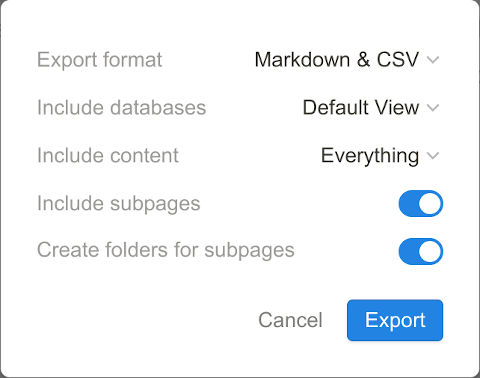 Export format Markdown & CSV
Include databases Default View
Include content Everything
Include subpages
Create folders for subpages
Cancel Export